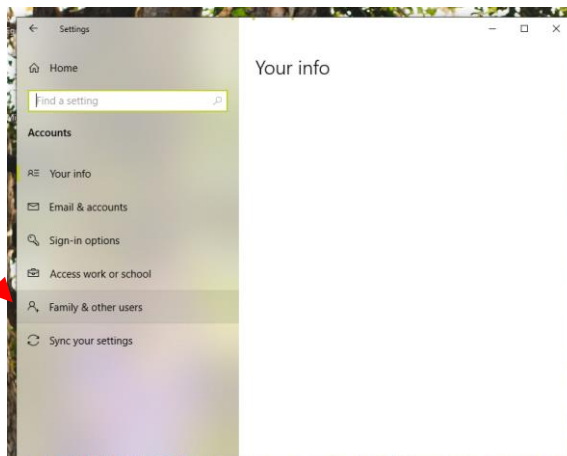 Settings
Home
Your info
Find a setting
Accounts
Your info
Email & accounts
Sign-in options
Access work or school
Family & other users
Sync your settings